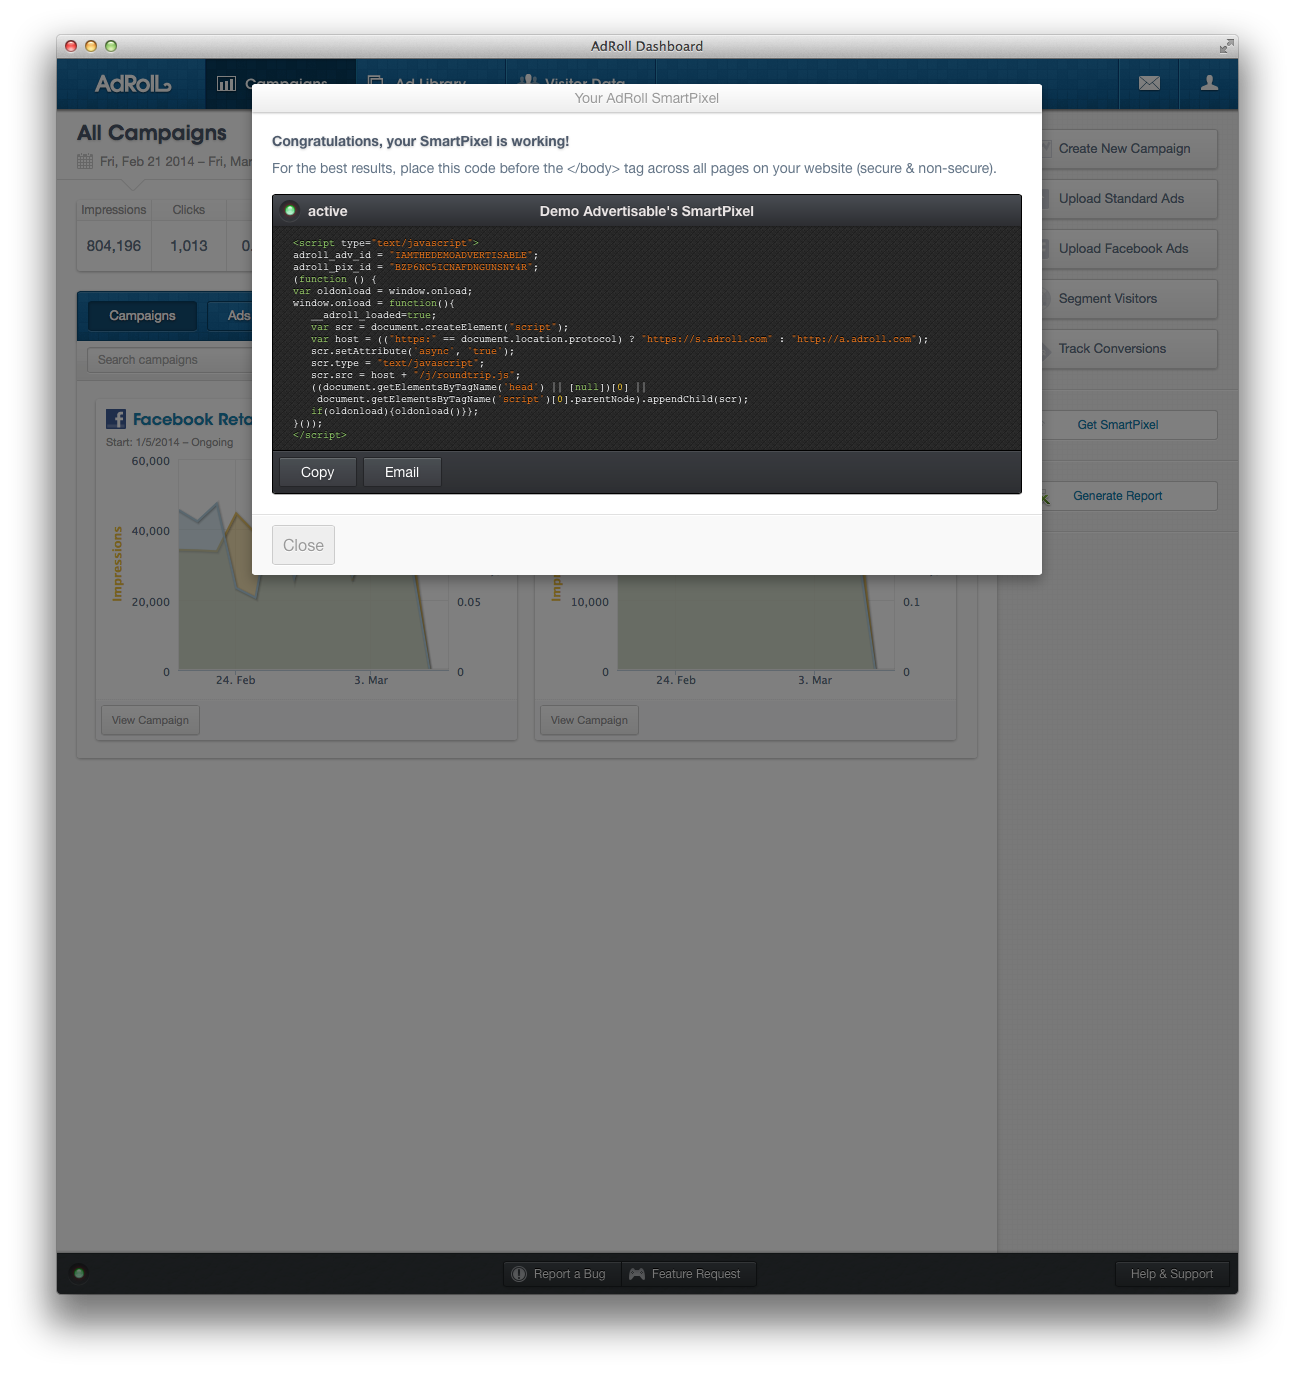 AdRoll Dashboard
AdRoll
Campaigns
Ad Library
Visitor Data
Your AdRoll SmartPixel
Congratulations, your SmartPixel is working!
For the best results, place this code before the </body> tag across all pages on your website (secure & non-secure).
active
Demo Advertisable's SmartPixel
<script type="text/javascript">
adroll_adv_id = "IAMTHEDEMOADVERTISABLE";
adroll_pix_id = "BZP6NC5ICNAFDNGUNSNY4R";
(function () {
var oldonload = window.onload;
window.onload = function(){
__adroll_loaded=true;
var scr = document.createElement("script");
var host = (("https:" == document.location.protocol) ? "https://s.adroll.com" : "http://a.adroll.com");
scr.setAttribute('async', 'true');
scr.type = "text/javascript";
scr.src = host + "/j/roundtrip.js";
((document.getElementsByTagName('head') || [null])[0] ||
document.getElementsByTagName('script')[0].parentNode).appendChild(scr);
if(oldonload){oldonload()}};
}());
</script>
Copy
Email
Close
All Campaigns
Fri, Feb 21 2014 – Fri, Mar
Impressions
Clicks
804,196
1,013
0.
Campaigns
Ads
Search campaigns
Facebook Reta
Start: 1/5/2014 – Ongoing
60,000
40,000
20,000
0
Impressions
0.05
0
24. Feb
3. Mar
View Campaign
10,000
0
0.1
0
24. Feb
3. Mar
View Campaign
Create New Campaign
Upload Standard Ads
Upload Facebook Ads
Segment Visitors
Track Conversions
Get SmartPixel
Generate Report
Report a Bug
Feature Request
Help & Support